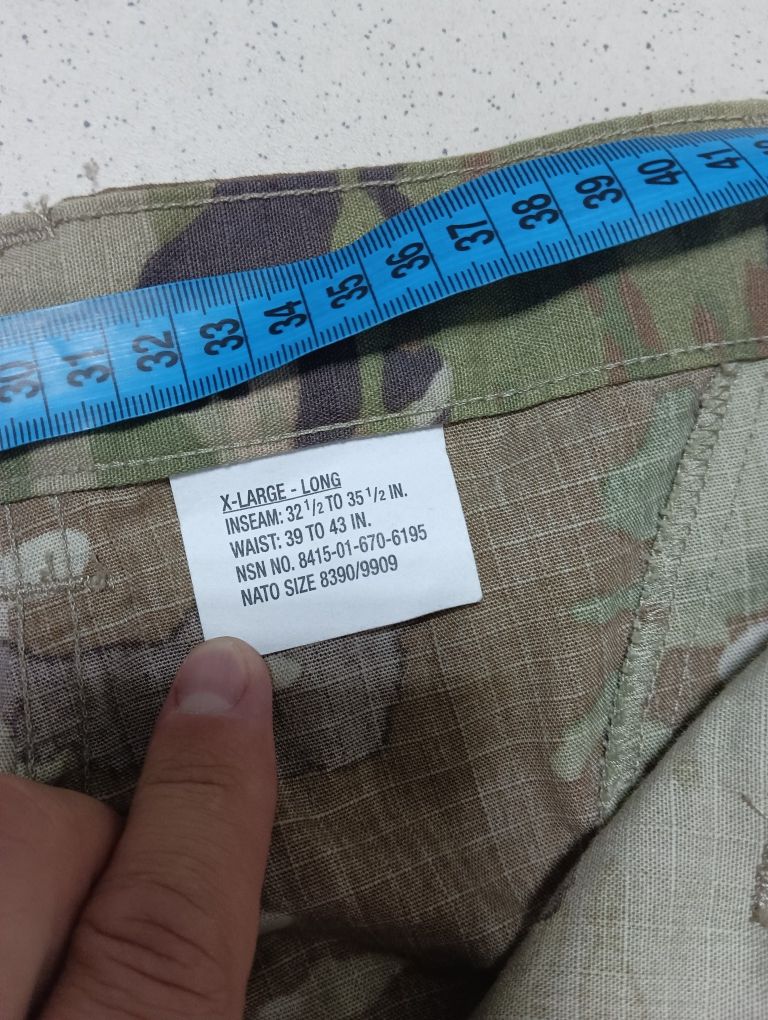 30 31 32 33 34 35 36 37 38 39 40 41
X-LARGE - LONG
INSEAM: 32 1/2 TO 35 1/2 IN.
WAIST: 39 TO 43 IN.
NSN NO. 8415-01-670-6195
NATO SIZE 8390/9909